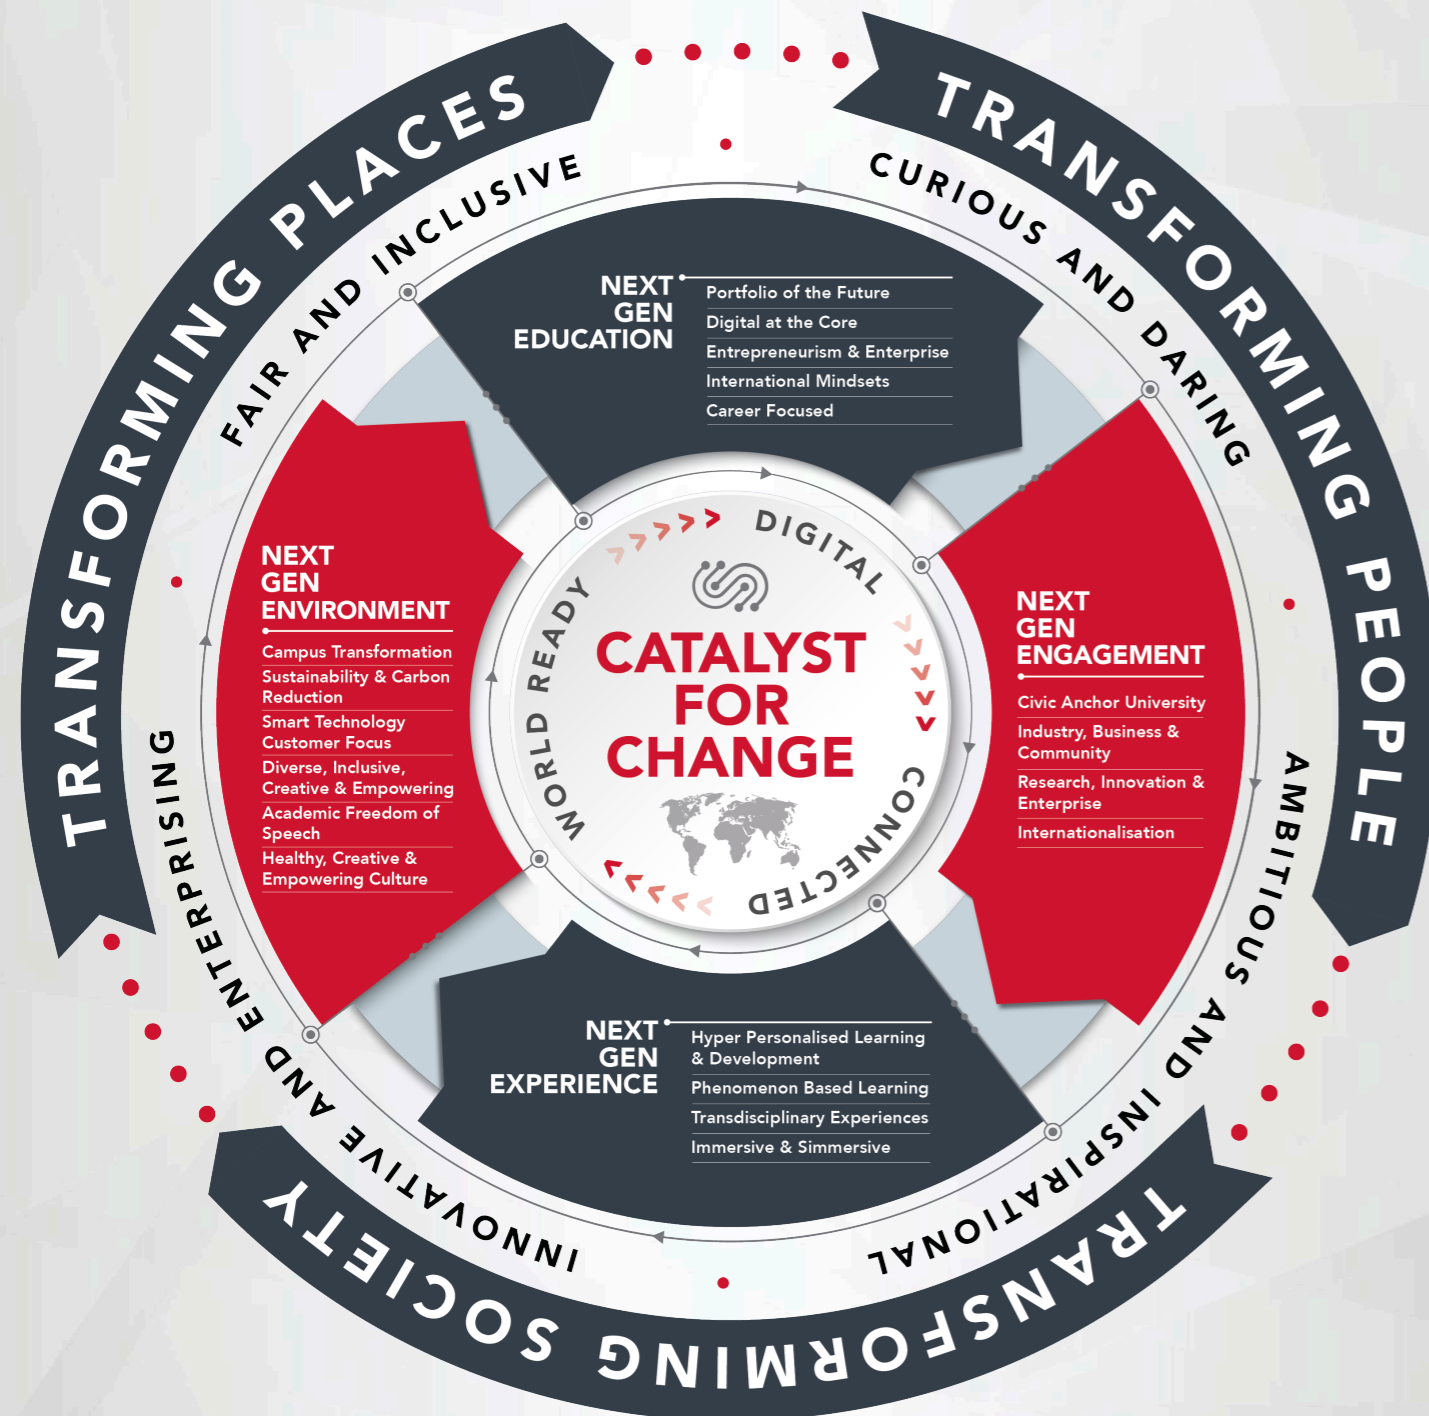 TRANSFORMING PLACES
TRANSFORMING PEOPLE
TRANSFORMING SOCIETY
FAIR AND INCLUSIVE
CURIOUS AND DARING
AMBITIOUS AND INSPIRATIONAL
INNOVATIVE AND ENTERPRISING
NEXT
GEN
EDUCATION
Portfolio of the Future
Digital at the Core
Entrepreneurism & Enterprise
International Mindsets
Career Focused
NEXT
GEN
ENVIRONMENT
Campus Transformation
Sustainability & Carbon
Reduction
Smart Technology
Customer Focus
Diverse, Inclusive,
Creative & Empowering
Academic Freedom of
Speech
Healthy, Creative &
Empowering Culture
WORLD READY
DIGITAL
CONNECTED
CATALYST
FOR
CHANGE
NEXT
GEN
ENGAGEMENT
Civic Anchor University
Industry, Business &
Community
Research, Innovation &
Enterprise
Internationalisation
NEXT
GEN
EXPERIENCE
Hyper Personalised Learning
& Development
Phenomenon Based Learning
Transdisciplinary Experiences
Immersive & Simmersive